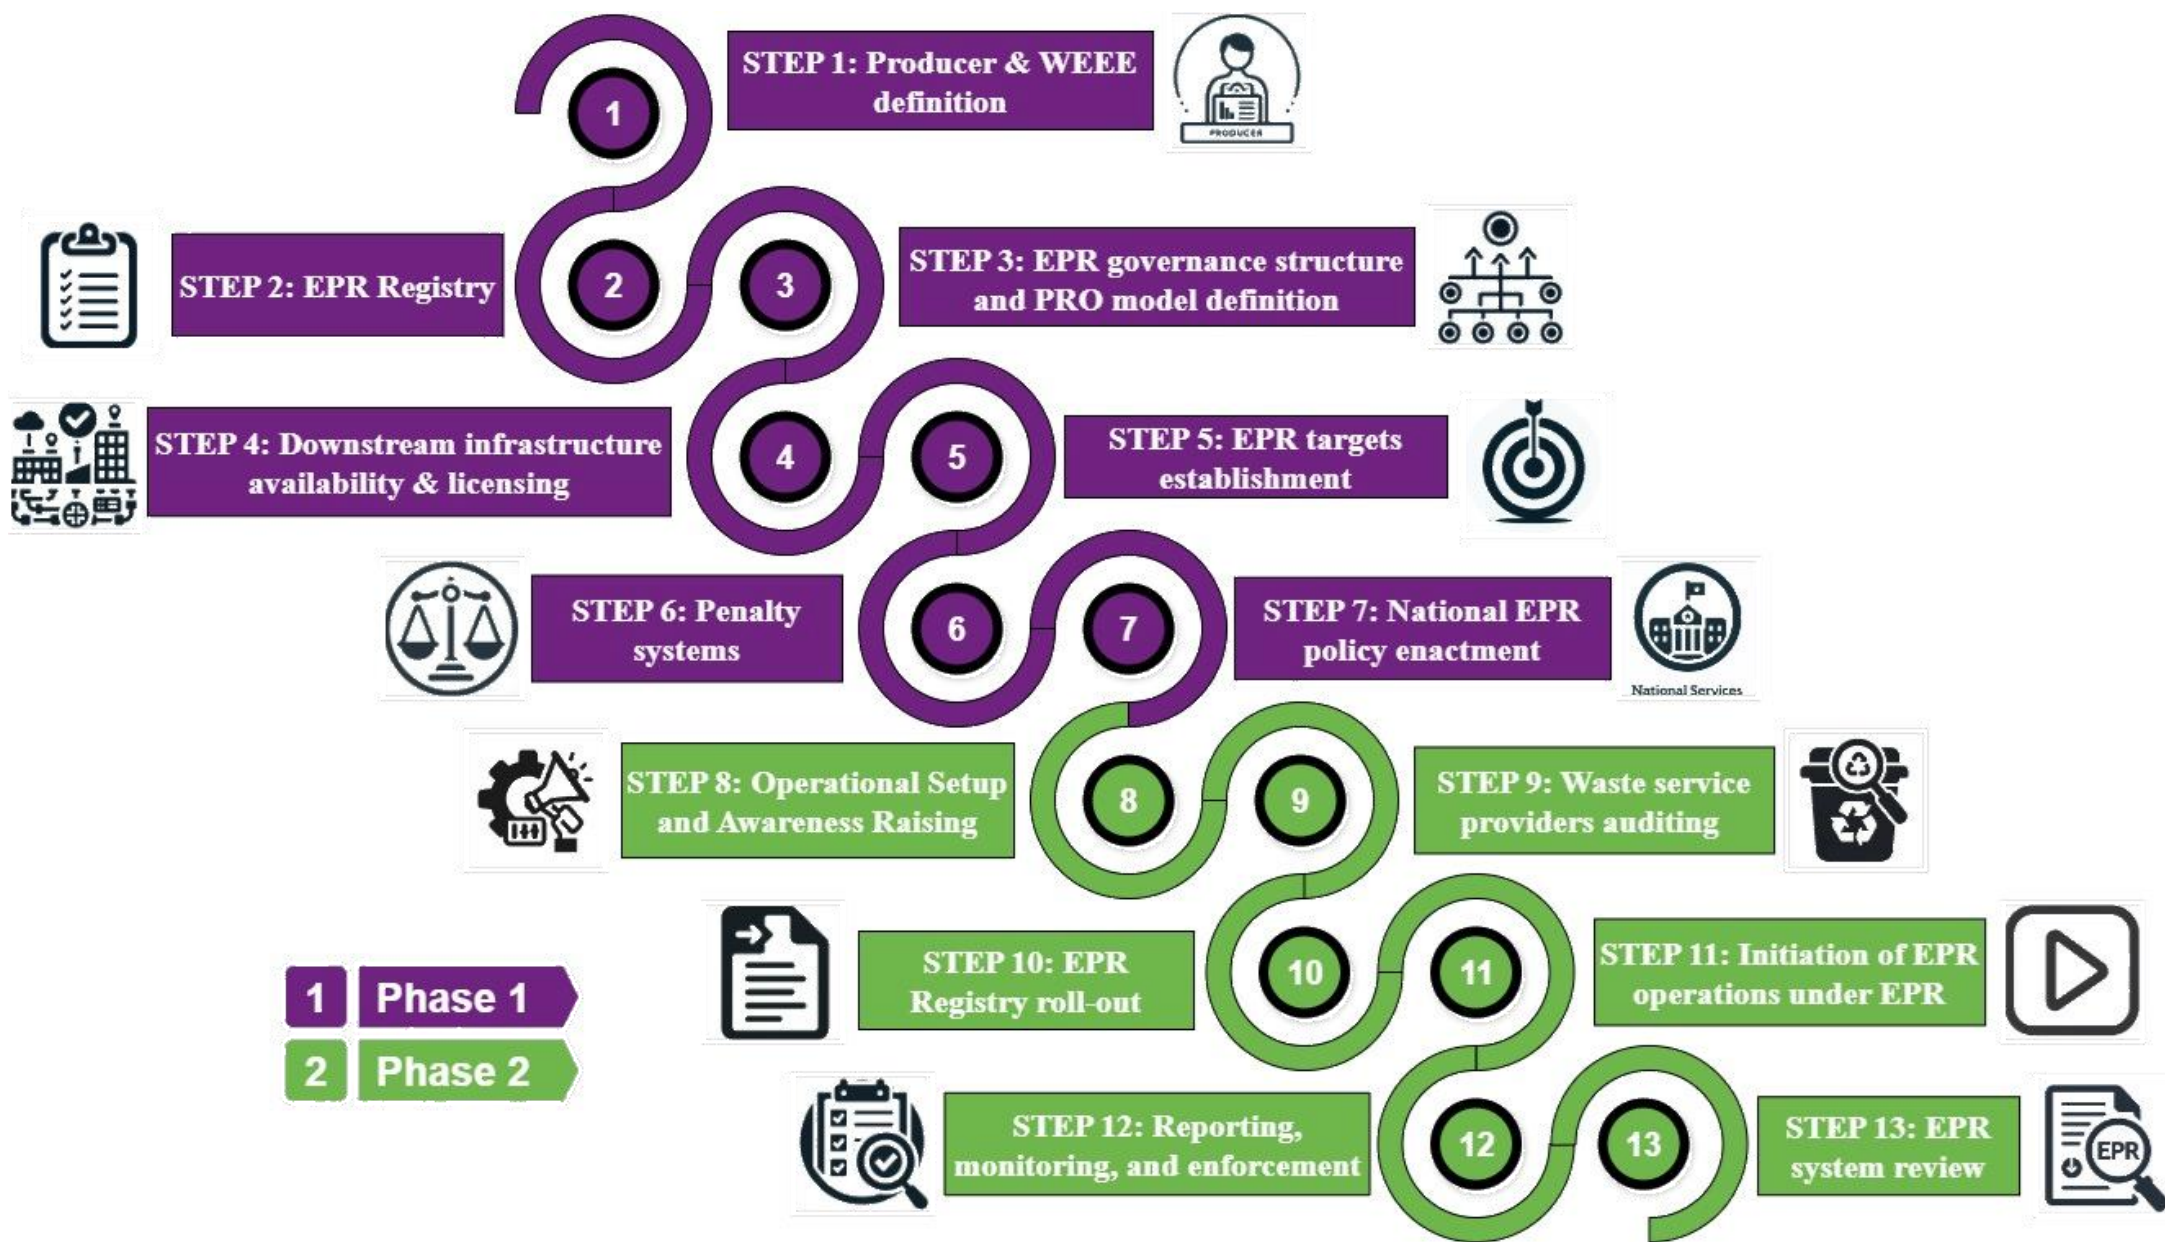 1
STEP 1: Producer & WEEE
definition
PRODUCER
STEP 2: EPR Registry
2
3
STEP 3: EPR governance structure
and PRO model definition
STEP 4: Downstream infrastructure
availability & licensing
4
5
STEP 5: EPR targets
establishment
STEP 6: Penalty
systems
6
7
STEP 7: National EPR
policy enactment
National Services
STEP 8: Operational Setup
and Awareness Raising
8
9
STEP 9: Waste service
providers auditing
STEP 10: EPR
Registry roll-out
10
11
STEP 11: Initiation of EPR
operations under EPR
1 Phase 1
2 Phase 2
STEP 12: Reporting,
monitoring, and enforcement
12
13
STEP 13: EPR
system review
EPR